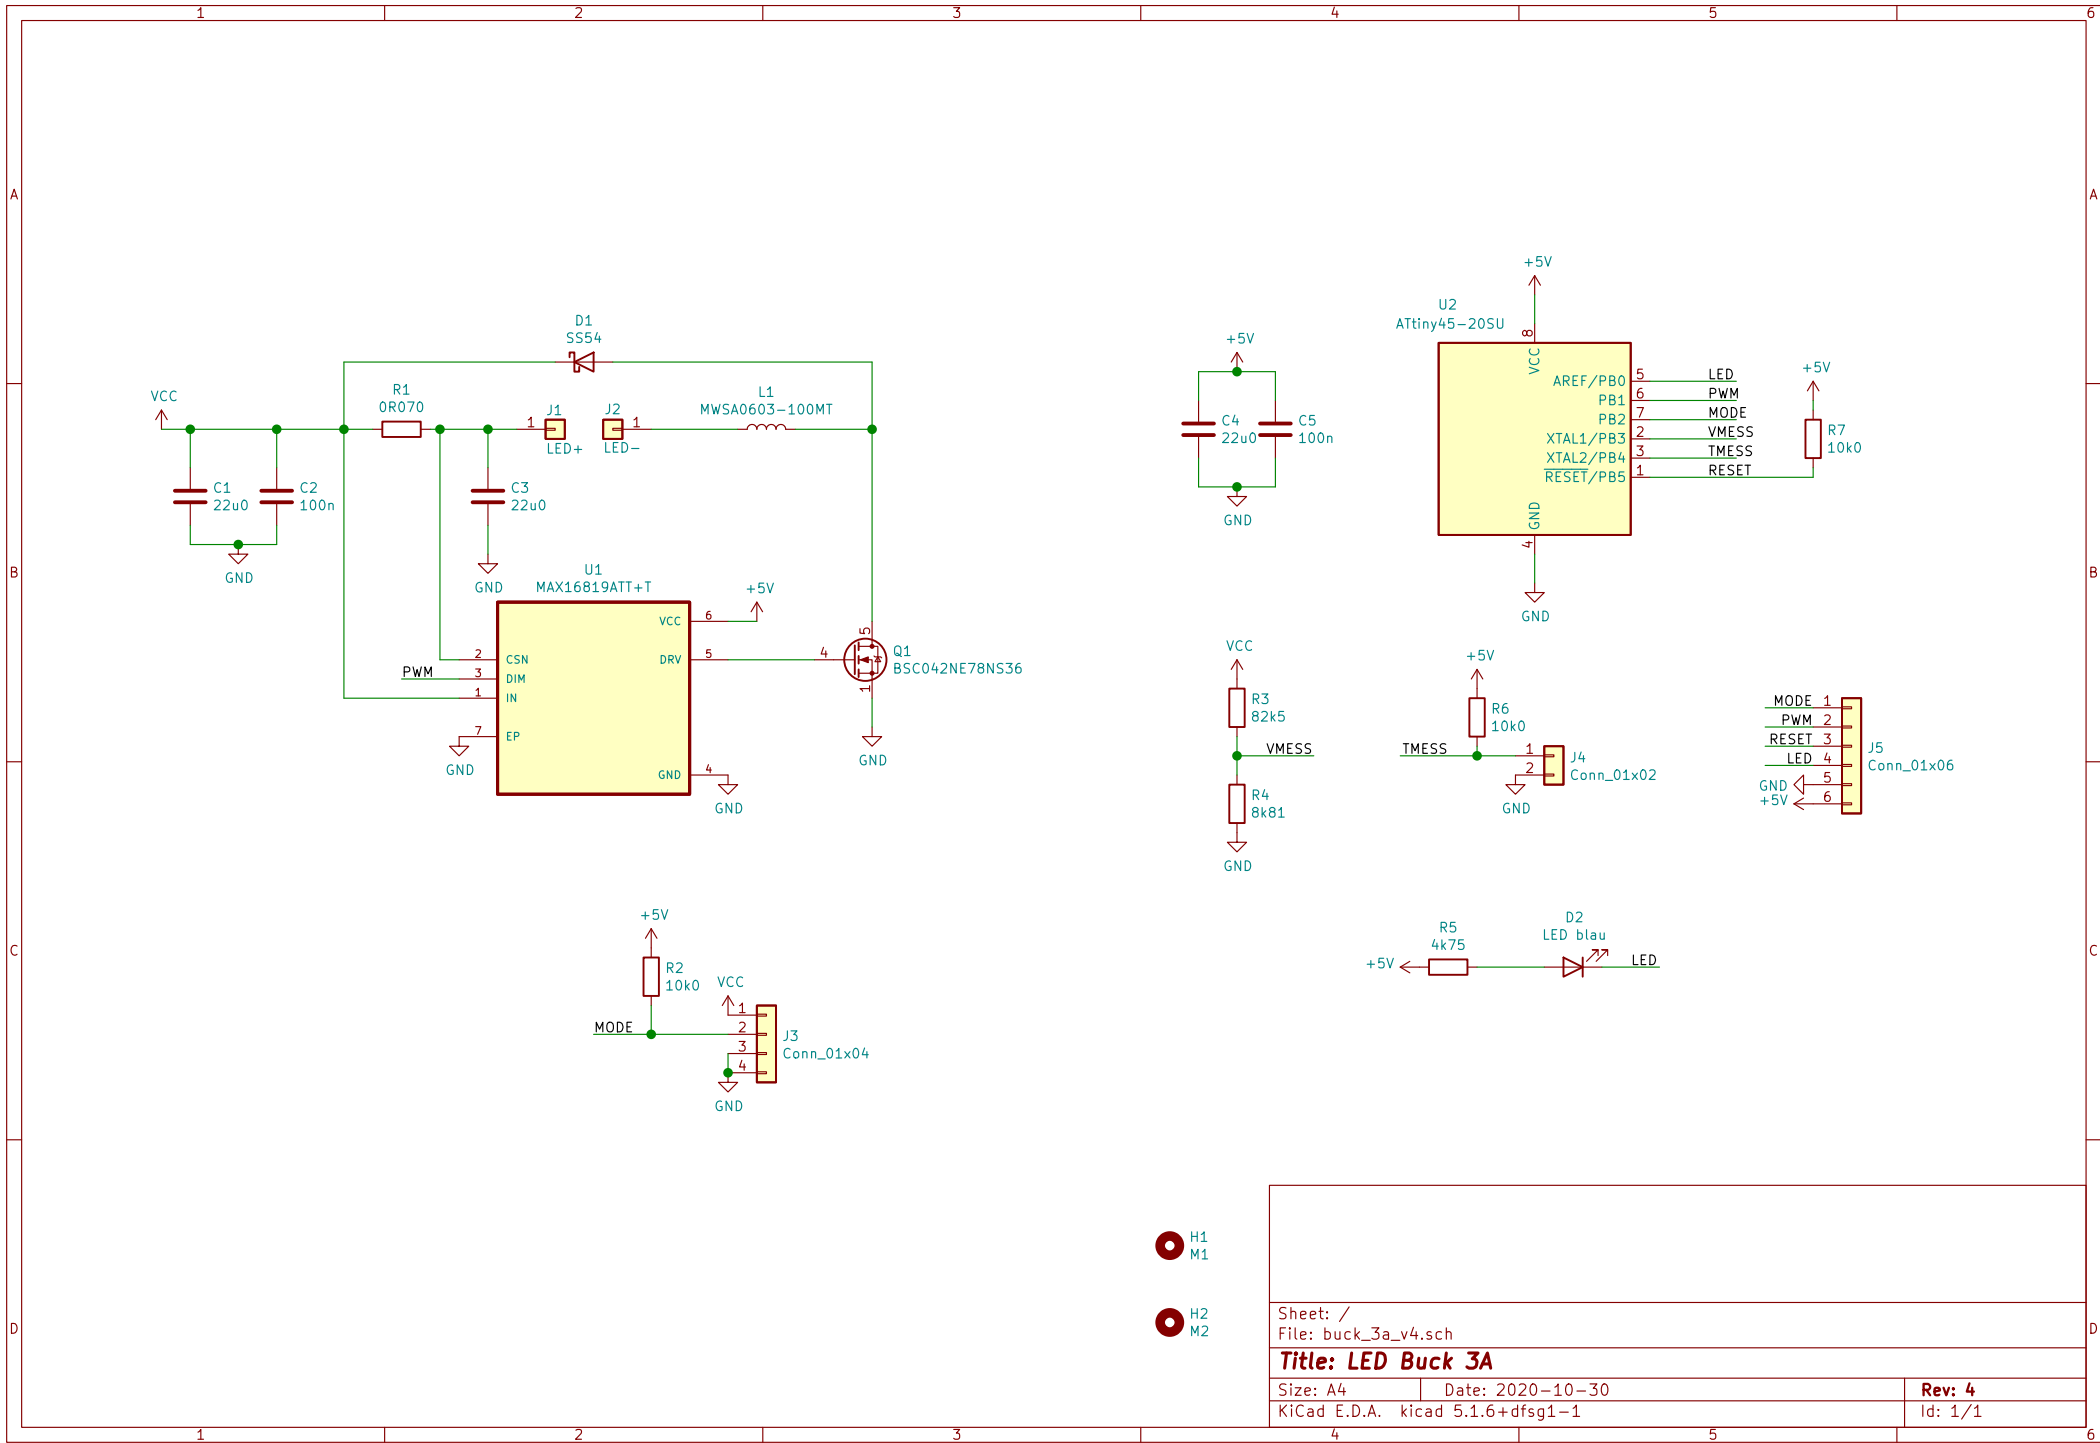 1 2 3 4 5 6
A A
B B
C C
D D
1 2 3 4 5 6
VCC
C1
22u0
C2
100n
GND
R1
0R070
D1
SS54
C3
22u0
GND
1
J1
LED+
J2
1
LED-
L1
MWSA0603-100MT
U1
MAX16819ATT+T
2 CSN
PWM 3 DIM
1 IN
7 EP
GND
VCC 6
+5V
DRV 5
GND 4
GND
4
5
1
Q1
BSC042NE78NS36
GND
+5V
R2
10k0
VCC
MODE
1
2
3
4
J3
Conn_01x04
GND
+5V
C4
22u0
C5
100n
GND
+5V
U2
ATtiny45-20SU
8
VCC
AREF/PB0 5 LED
PB1 6 PWM
PB2 7 MODE
XTAL1/PB3 2 VMESS
XTAL2/PB4 3 TMESS
RESET/PB5 1 RESET
GND
4
GND
+5V
R7
10k0
VCC
R3
82k5
VMESS
R4
8k81
GND
+5V
R6
10k0
TMESS
1
2
J4
Conn_01x02
GND
MODE 1
PWM 2
RESET 3
LED 4
GND 5
+5V 6
J5
Conn_01x06
+5V
R5
4k75
D2
LED blau
LED
H1
M1
H2
M2
Sheet: /
File: buck_3a_v4.sch
Title: LED Buck 3A
Size: A4 Date: 2020-10-30 Rev: 4
KiCad E.D.A. kicad 5.1.6+dfsg1-1 Id: 1/1